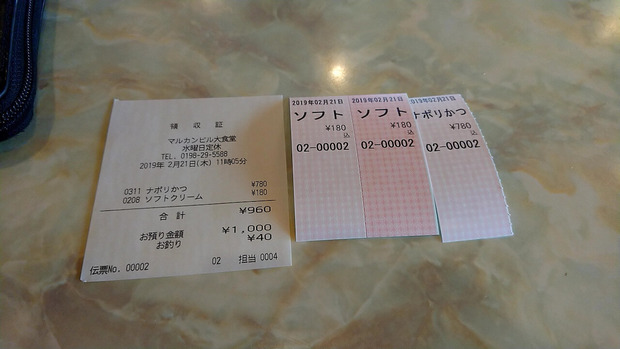 領 収 証
マルカンビル大食堂
水曜日定休
TEL. 0198-29-5588
2019年 2月21日(木) 11時05分
0311 ナポリかつ ¥780
0208 ソフトクリーム ¥180
合 計 ¥960
お預り金額 ¥1,000
お釣り ¥40
伝票No. 00002 02 担当 0004
2019年02月21日
ソフト
¥180
込
02-00002
2019年02月21日
ソフト
¥180
込
02-00002
2019年02月21日
ナポリかつ
¥780
込
02-00002